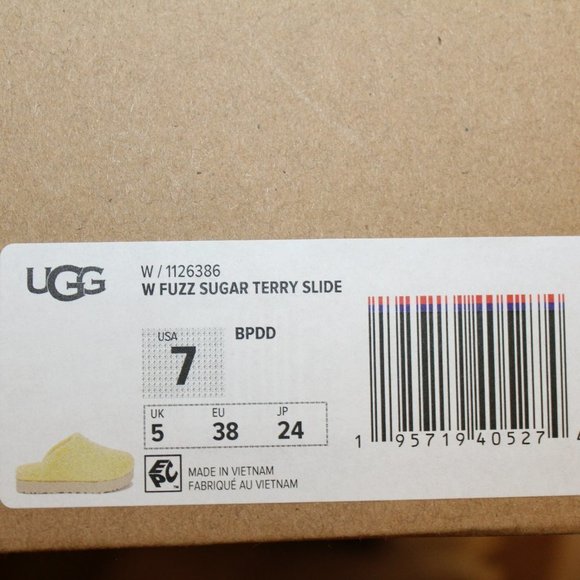 UGG
W / 1126386
W FUZZ SUGAR TERRY SLIDE
USA
7
BPDD
UK EU JP
5 38 24
EPC
MADE IN VIETNAM
FABRIQUÉ AU VIETNAM
1 95719 40527 4